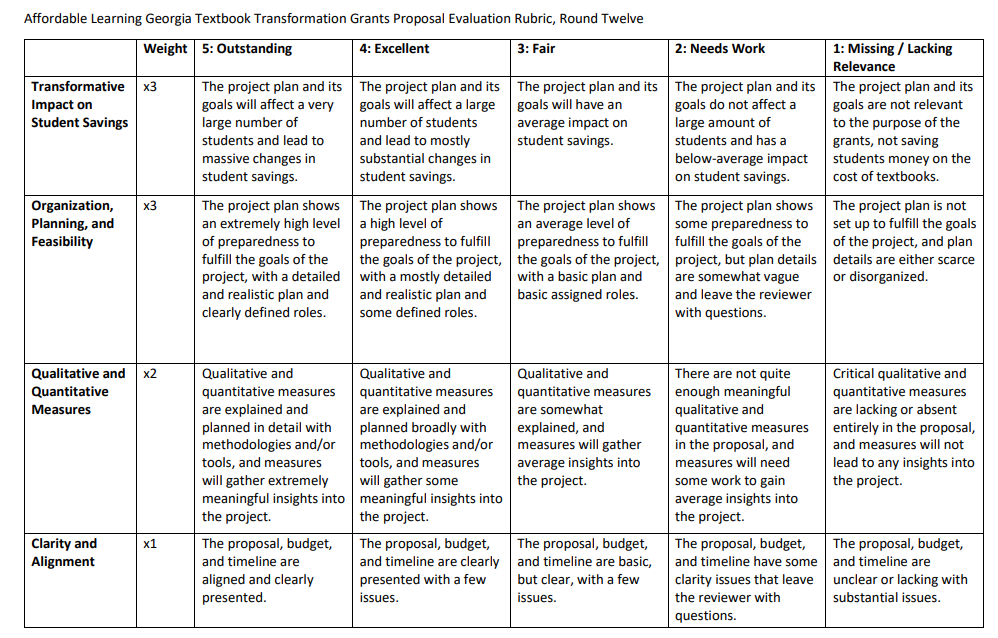 Affordable Learning Georgia Textbook Transformation Grants Proposal Evaluation Rubric, Round Twelve
Weight
5: Outstanding
4: Excellent
3: Fair
2: Needs Work
1: Missing / Lacking
Relevance
Transformative
Impact on
Student Savings
x3
The project plan and its
goals will affect a very
large number of
students and lead to
massive changes in
student savings.
The project plan and its
goals will affect a large
number of students
and lead to mostly
substantial changes in
student savings.
The project plan and its
goals will have an
average impact on
student savings.
The project plan and its
goals do not affect a
large amount of
students and has a
below-average impact
on student savings.
The project plan and its
goals are not relevant
to the purpose of the
grants, not saving
students money on the
cost of textbooks.
Organization,
Planning, and
Feasibility
x3
The project plan shows
an extremely high level
of preparedness to
fulfill the goals of the
project, with a detailed
and realistic plan and
clearly defined roles.
The project plan shows
a high level of
preparedness to fulfill
the goals of the project,
with a mostly detailed
and realistic plan and
some defined roles.
The project plan shows
an average level of
preparedness to fulfill
the goals of the project,
with a basic plan and
basic assigned roles.
The project plan shows
some preparedness to
fulfill the goals of the
project, but plan details
are somewhat vague
and leave the reviewer
with questions.
The project plan is not
set up to fulfill the goals
of the project, and plan
details are either scarce
or disorganized.
Qualitative and
Quantitative
Measures
x2
Qualitative and
quantitative measures
are explained and
planned in detail with
methodologies and/or
tools, and measures
will gather extremely
meaningful insights into
the project.
Qualitative and
quantitative measures
are explained and
planned broadly with
methodologies and/or
tools, and measures
will gather some
meaningful insights into
the project.
Qualitative and
quantitative measures
are somewhat
explained, and
measures will gather
average insights into
the project.
There are not quite
enough meaningful
qualitative and
quantitative measures
in the proposal, and
measures will need
some work to gain
average insights into
the project.
Critical qualitative and
quantitative measures
are lacking or absent
entirely in the proposal,
and measures will not
lead to any insights into
the project.
Clarity and
Alignment
x1
The proposal, budget,
and timeline are
aligned and clearly
presented.
The proposal, budget,
and timeline are clearly
presented with a few
issues.
The proposal, budget,
and timeline are basic,
but clear, with a few
issues.
The proposal, budget,
and timeline have some
clarity issues that leave
the reviewer with
questions.
The proposal, budget,
and timeline are
unclear or lacking with
substantial issues.